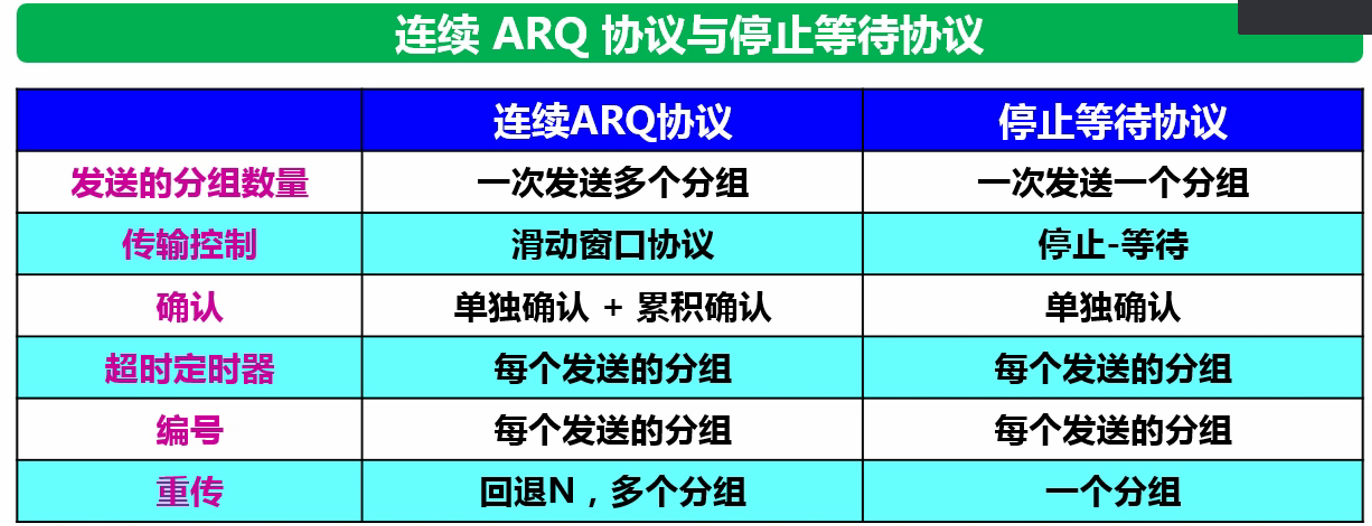 连续 ARQ 协议与停止等待协议
连续ARQ协议 停止等待协议
发送的分组数量 一次发送多个分组 一次发送一个分组
传输控制 滑动窗口协议 停止-等待
确认 单独确认 + 累积确认 单独确认
超时定时器 每个发送的分组 每个发送的分组
编号 每个发送的分组 每个发送的分组
重传 回退N，多个分组 一个分组